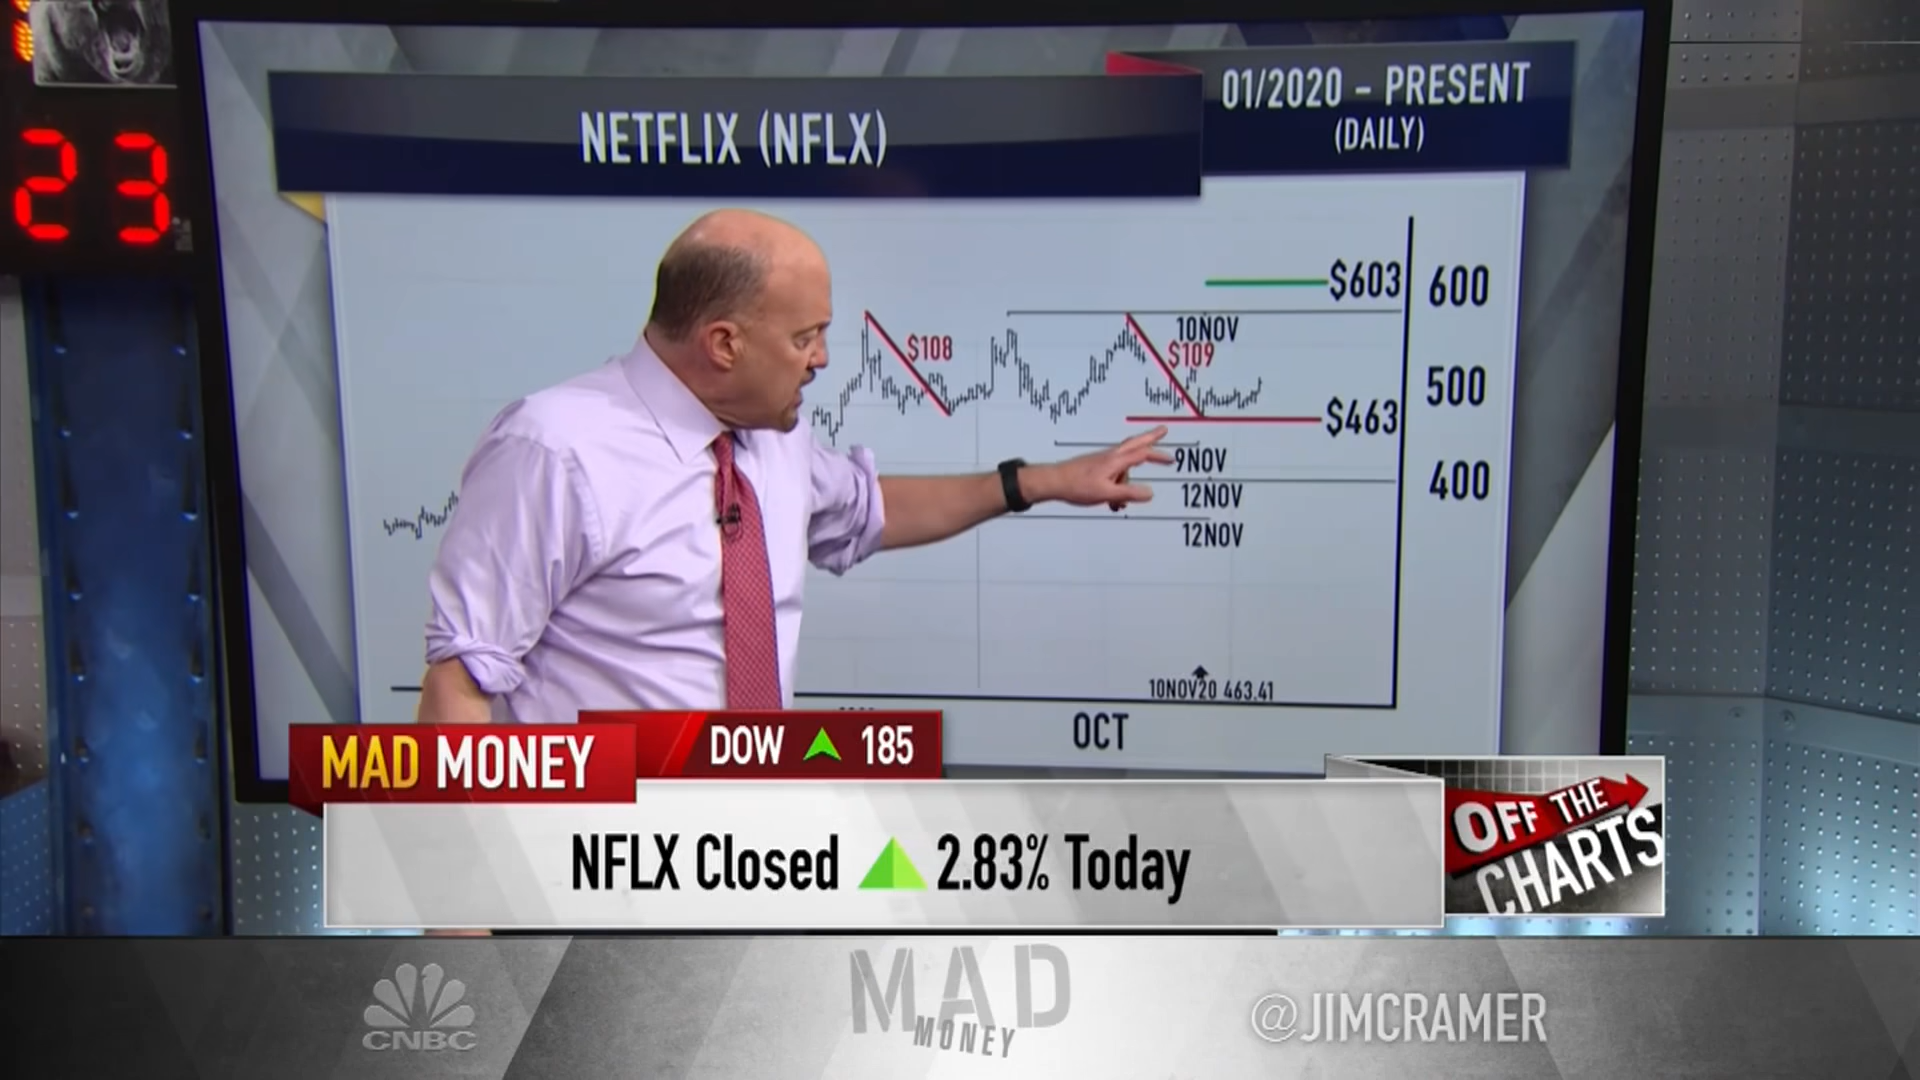 23
NETFLIX (NFLX)
01/2020 – PRESENT
(DAILY)
$603
600
10NOV
$108
$109
500
$463
9NOV
400
12NOV
12NOV
10NOV20 463.41
OCT
MAD MONEY
DOW 185
NFLX Closed 2.83% Today
OFF THE
CHARTS
CNBC
MAD
MONEY
@JIMCRAMER